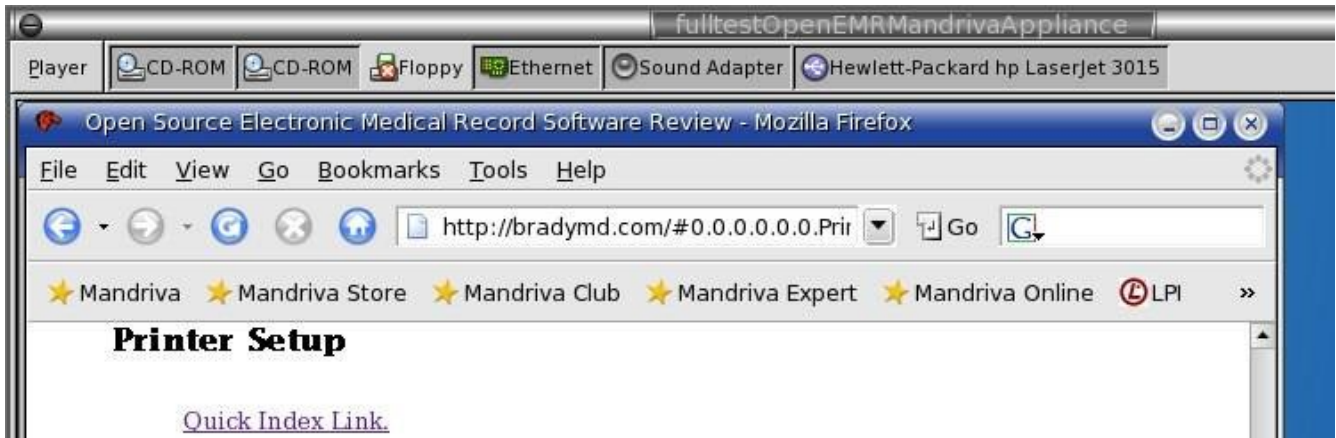 fulltestOpenEMRMandrivaAppliance
Player CD-ROM CD-ROM Floppy Ethernet Sound Adapter Hewlett-Packard hp LaserJet 3015
Open Source Electronic Medical Record Software Review - Mozilla Firefox
File Edit View Go Bookmarks Tools Help
http://bradymd.com/#0.0.0.0.0.0.Prir Go G
Mandriva Mandriva Store Mandriva Club Mandriva Expert Mandriva Online L LPI »
Printer Setup
Quick Index Link.